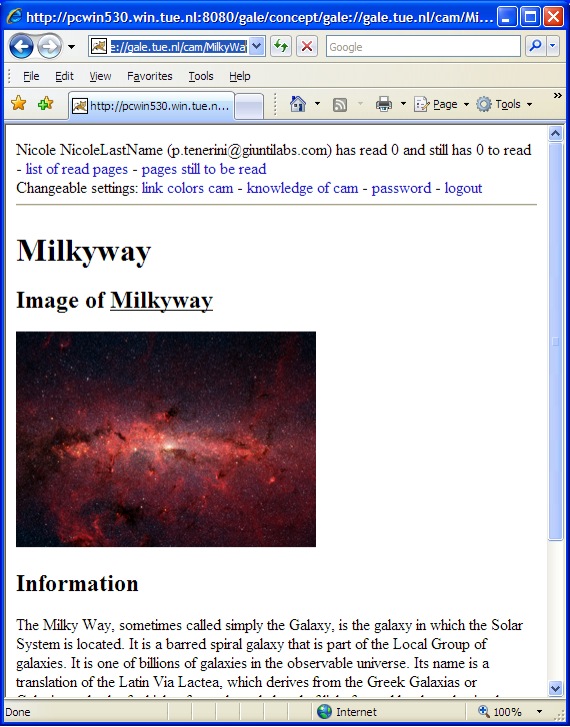 http://pcwin530.win.tue.nl:8080/gale/concept/gale://gale.tue.nl/cam/Mi...
e://gale.tue.nl/cam/MilkyWa
Google
File Edit View Favorites Tools Help
http://pcwin530.win.tue.n...
Page Tools
Nicole NicoleLastName (p.tenerini@giuntilabs.com) has read 0 and still has 0 to read
- list of read pages - pages still to be read
Changeable settings: link colors cam - knowledge of cam - password - logout
Milkyway
Image of Milkyway
Information
The Milky Way, sometimes called simply the Galaxy, is the galaxy in which the Solar
System is located. It is a barred spiral galaxy that is part of the Local Group of
galaxies. It is one of billions of galaxies in the observable universe. Its name is a
translation of the Latin Via Lactea, which derives from the Greek Galaxias or
Done Internet 100%